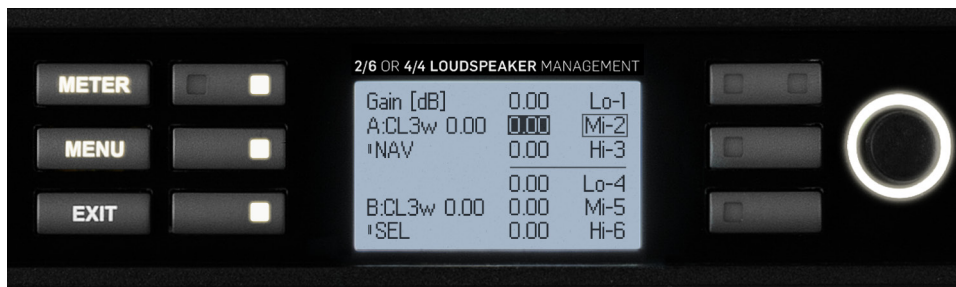 2/6 OR 4/4 LOUDSPEAKER MANAGEMENT
METER
MENU
EXIT
Gain [dB] 0.00 Lo-1
A:CL3w 0.00 0.00 Mi-2
NAV 0.00 Hi-3
0.00 Lo-4
B:CL3w 0.00 0.00 Mi-5
SEL 0.00 Hi-6